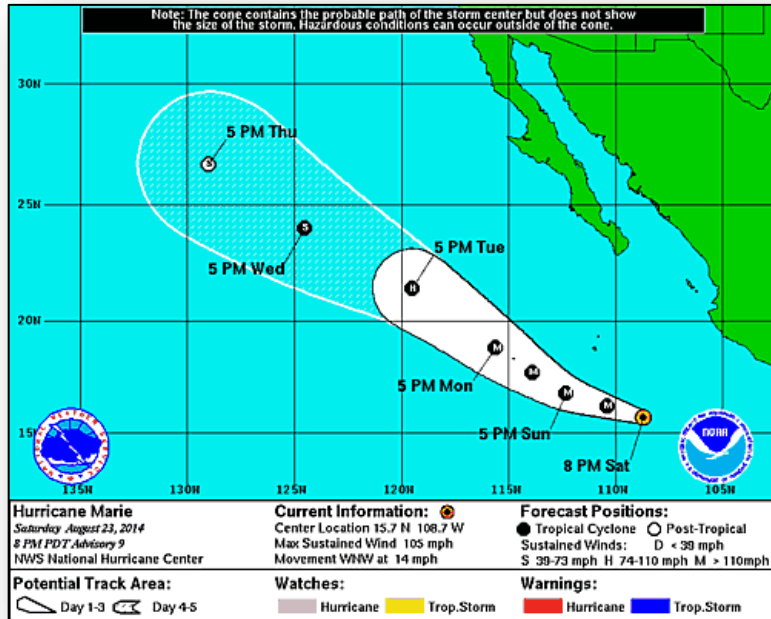 Note: The cone contains the probable path of the storm center but does not show
the size of the storm. Hazardous conditions can occur outside of the cone.
30N
25N
20N
15N
5 PM Thu
5 PM Wed
5 PM Tue
5 PM Mon
5 PM Sun
8 PM Sat
S
S
H
M
M
M
M
NOAA
135W 130W 125W 120W 115W 110W 105W
Hurricane Marie
Saturday August 23, 2014
8 PM PDT Advisory 9
NWS National Hurricane Center
Current Information:
Center Location 15.7 N 108.7 W
Max Sustained Wind 105 mph
Movement WNW at 14 mph
Forecast Positions:
Tropical Cyclone Post-Tropical
Sustained Winds: D < 39 mph
S 39-73 mph H 74-110 mph M > 110mph
Potential Track Area:
Day 1-3 Day 4-5
Watches:
Hurricane Trop.Storm
Warnings:
Hurricane Trop.Storm